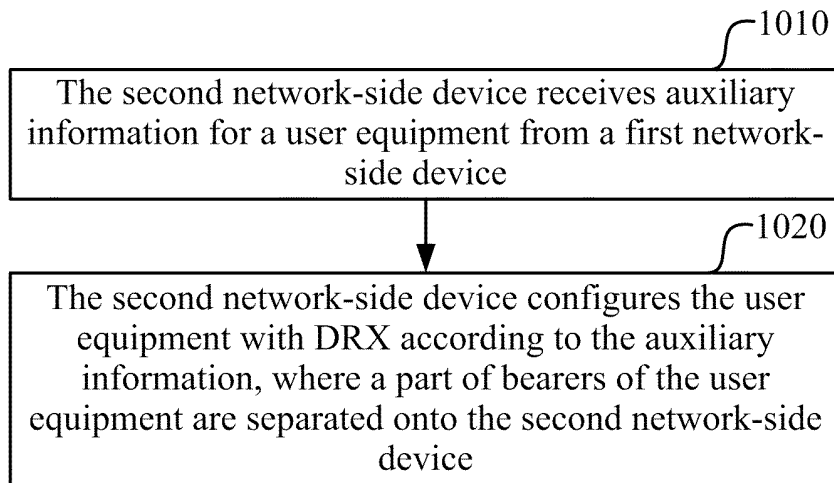 1010
The second network-side device receives auxiliary
information for a user equipment from a first network-
side device
1020
The second network-side device configures the user
equipment with DRX according to the auxiliary
information, where a part of bearers of the user
equipment are separated onto the second network-side
device